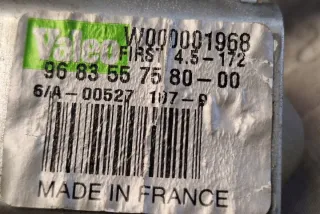 Valeo W000001968
FIRST 4.5-172
96 83 55 75 80-00
6/A-00527 107-9
MADE IN FRANCE